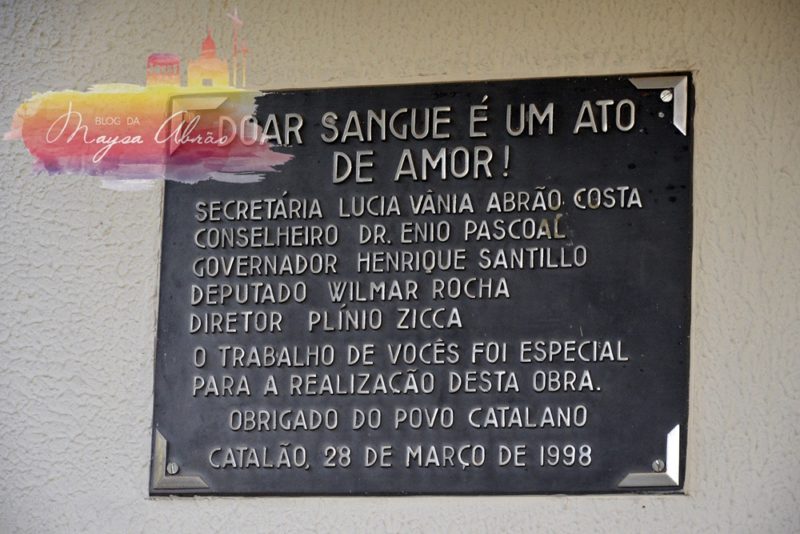 BLOG DA
Maysa Abrão
DOAR SANGUE É UM ATO
DE AMOR!
SECRETÁRIA LUCIA VÂNIA ABRÃO COSTA
CONSELHEIRO DR. ENIO PASCOAL
GOVERNADOR HENRIQUE SANTILLO
DEPUTADO WILMAR ROCHA
DIRETOR PLÍNIO ZICCA
O TRABALHO DE VOCÊS FOI ESPECIAL
PARA A REALIZAÇÃO DESTA OBRA.
OBRIGADO DO POVO CATALANO
CATALÃO, 28 DE MARÇO DE 1998